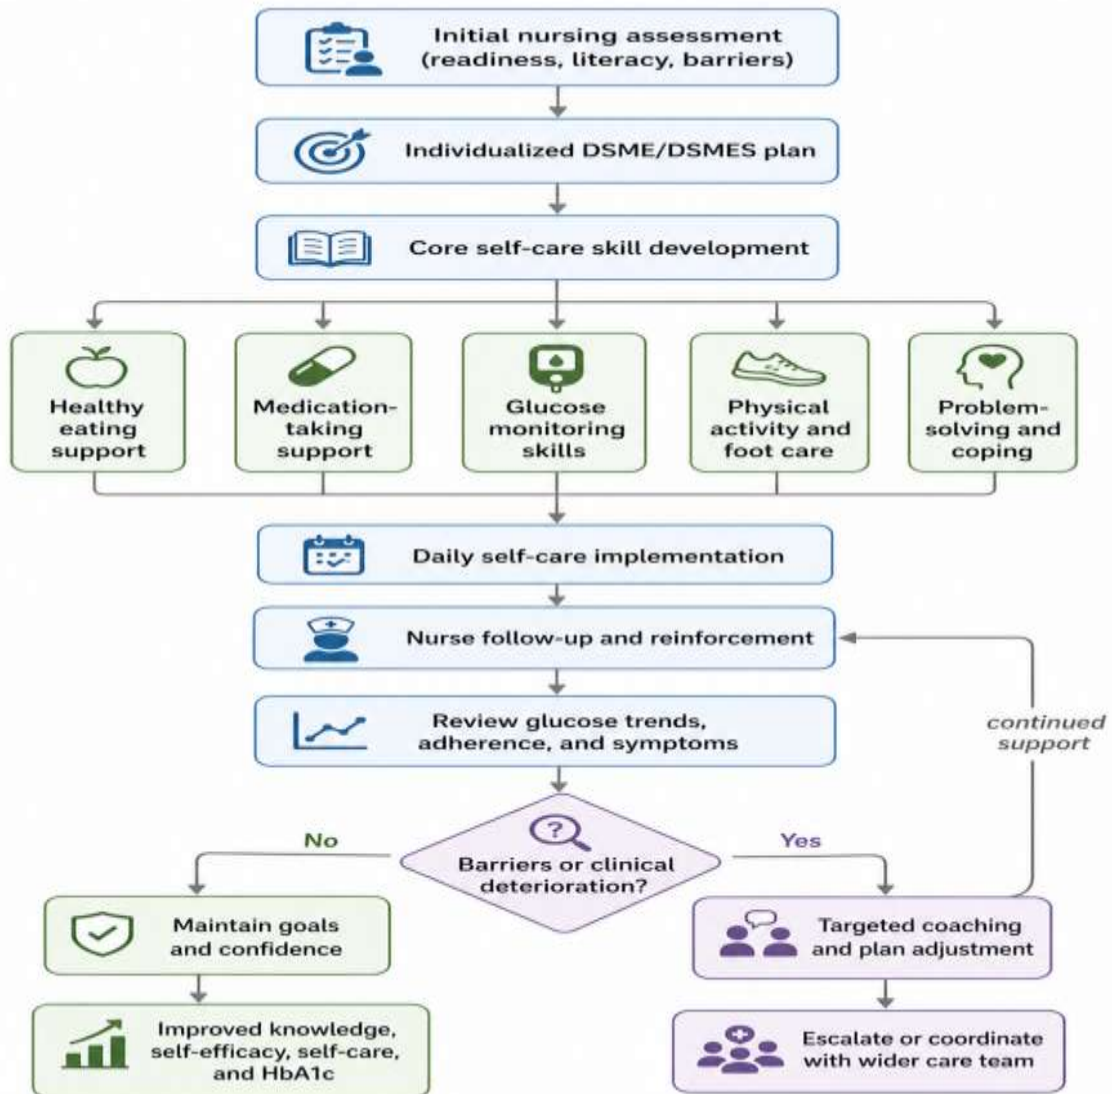 Initial nursing assessment
(readiness, literacy, barriers)
Individualized DSME/DSMES plan
Core self-care skill development
Healthy
eating
support
Medication-
taking
support
Glucose
monitoring
skills
Physical
activity and
foot care
Problem-
solving and
coping
Daily self-care implementation
Nurse follow-up and reinforcement
Review glucose trends,
adherence, and symptoms
continued
support
?
Barriers or clinical
deterioration?
No
Yes
Maintain goals
and confidence
Targeted coaching
and plan adjustment
Improved knowledge,
self-efficacy, self-care,
and HbA1c
Escalate or coordinate
with wider care team